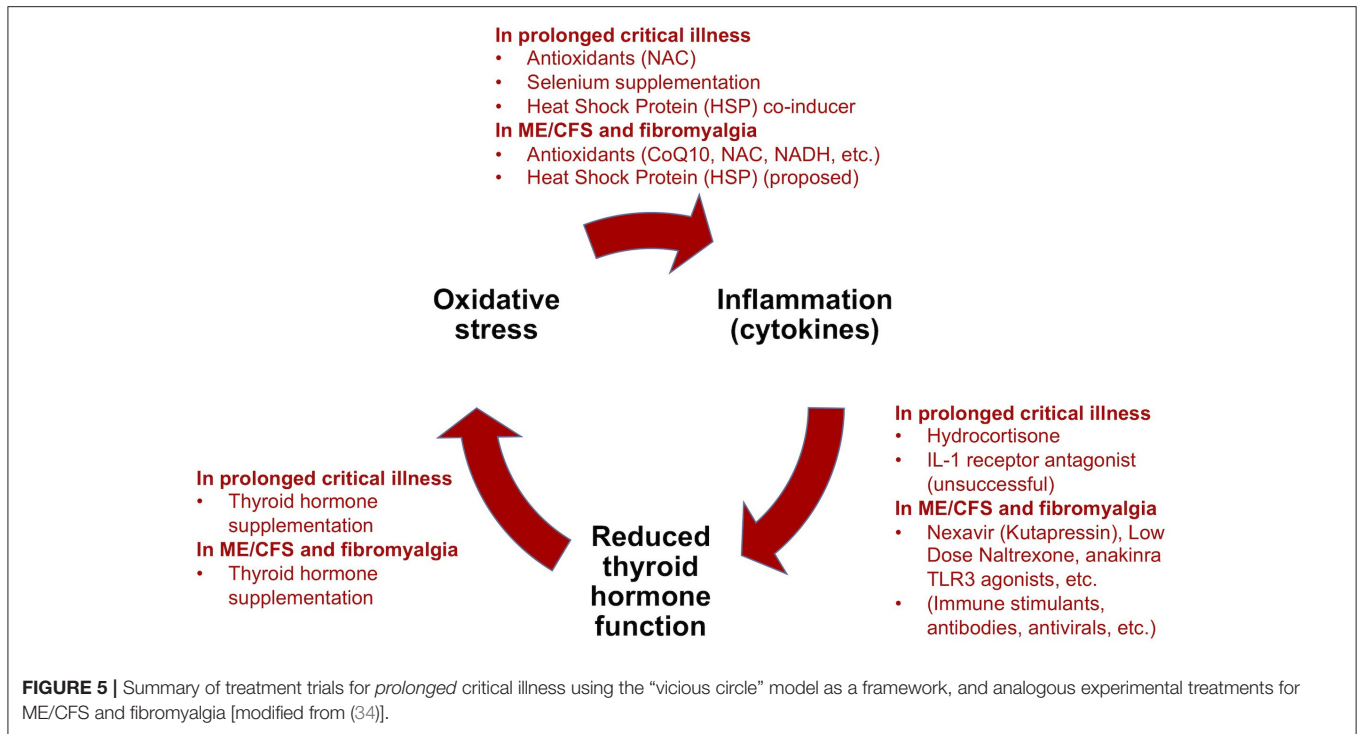 In prolonged critical illness
• Antioxidants (NAC)
• Selenium supplementation
• Heat Shock Protein (HSP) co-inducer
In ME/CFS and fibromyalgia
• Antioxidants (CoQ10, NAC, NADH, etc.)
• Heat Shock Protein (HSP) (proposed)
Oxidative
stress
Inflammation
(cytokines)
In prolonged critical illness
• Hydrocortisone
• IL-1 receptor antagonist
(unsuccessful)
In ME/CFS and fibromyalgia
• Nexavir (Kutapressin), Low
Dose Naltrexone, anakinra
TLR3 agonists, etc.
• (Immune stimulants,
antibodies, antivirals, etc.)
Reduced
thyroid
hormone
function
In prolonged critical illness
• Thyroid hormone
supplementation
In ME/CFS and fibromyalgia
• Thyroid hormone
supplementation
FIGURE 5 | Summary of treatment trials for prolonged critical illness using the “vicious circle” model as a framework, and analogous experimental treatments for
ME/CFS and fibromyalgia [modified from (34)].